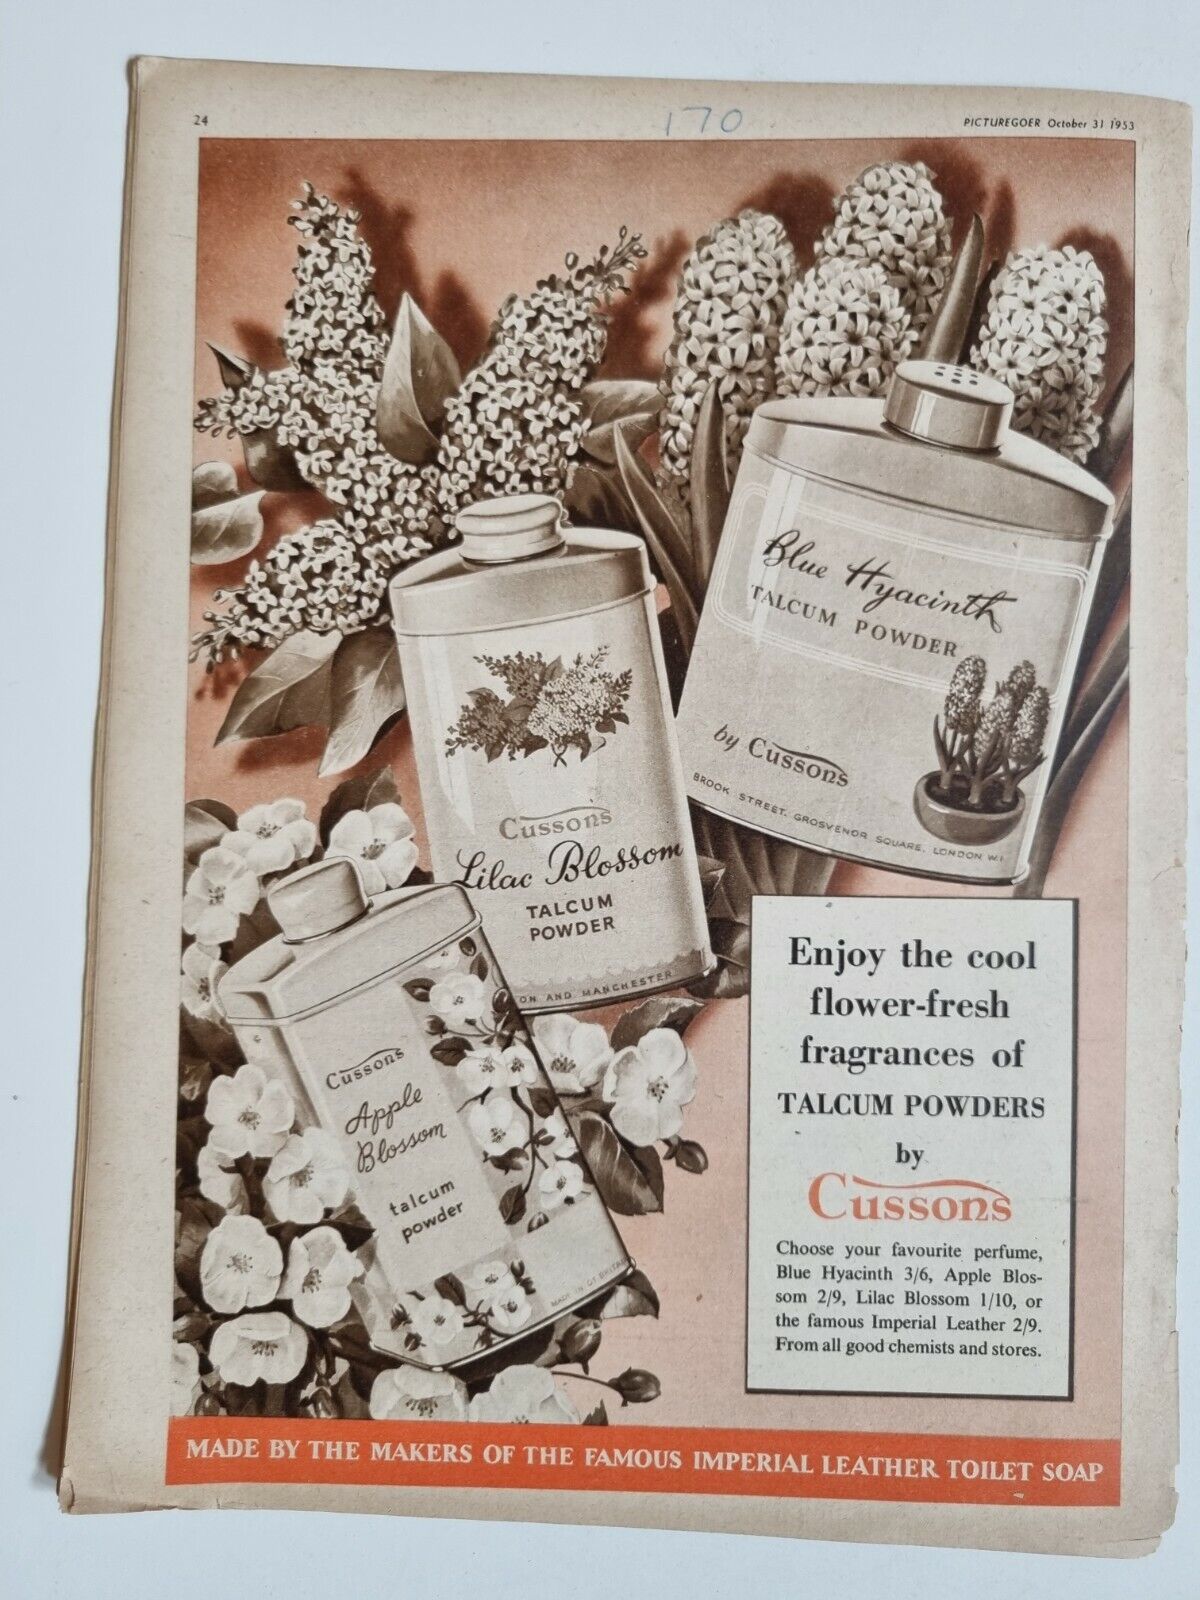 24
170
PICTUREGOER October 31 1953
Blue Hyacinth
TALCUM POWDER
by Cussons
BROOK STREET, GROSVENOR SQUARE, LONDON W.I
Cussons
Lilac Blossom
TALCUM
POWDER
ON AND MANCHESTER
Cussons
Apple
Blossom
talcum
powder
MADE IN GT BRITAIN
Enjoy the cool
flower-fresh
fragrances of
TALCUM POWDERS
by
Cussons
Choose your favourite perfume,
Blue Hyacinth 3/6, Apple Blos-
som 2/9, Lilac Blossom 1/10, or
the famous Imperial Leather 2/9.
From all good chemists and stores.
MADE BY THE MAKERS OF THE FAMOUS IMPERIAL LEATHER TOILET SOAP